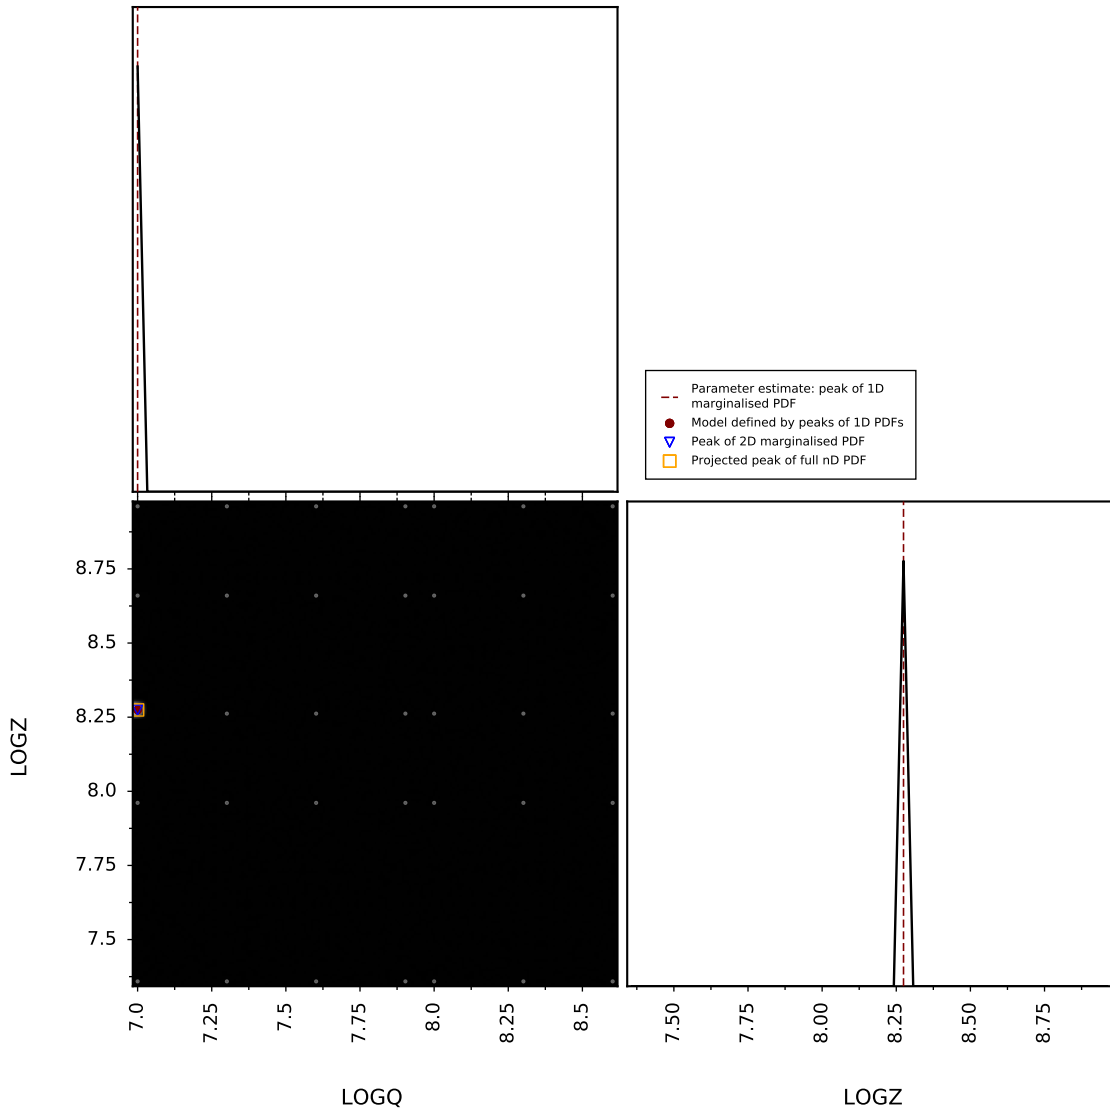 Parameter estimate: peak of 1D
marginalised PDF
Model defined by peaks of 1D PDFs
Peak of 2D marginalised PDF
Projected peak of full nD PDF
LOGZ
8.75
8.5
8.25
8.0
7.75
7.5
7.0
7.25
7.5
7.75
8.0
8.25
8.5
LOGQ
7.50
7.75
8.00
8.25
8.50
8.75
LOGZ